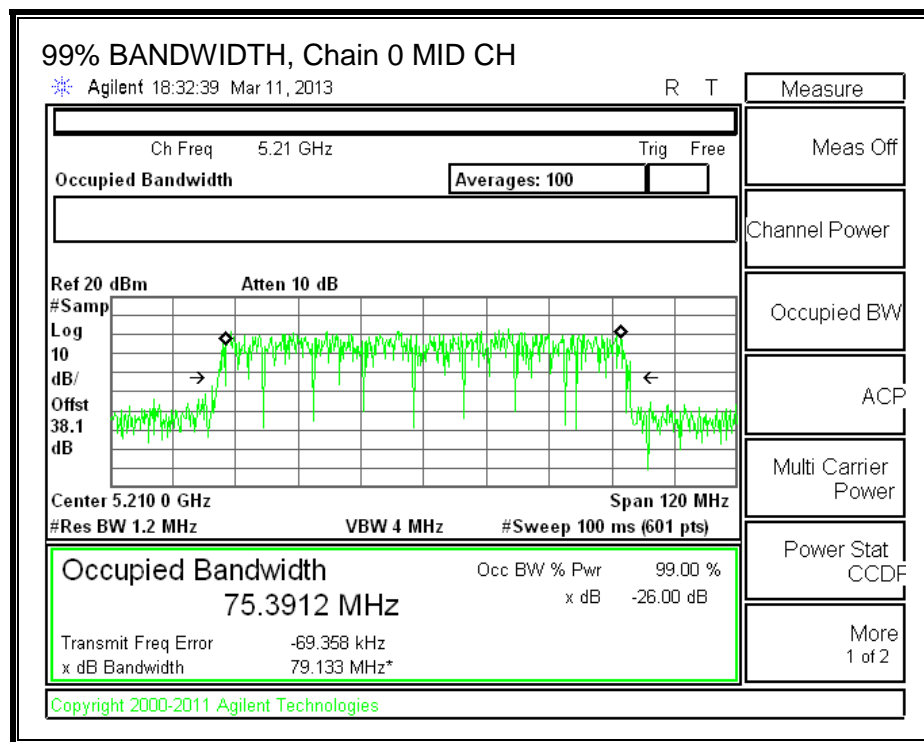 99% BANDWIDTH, Chain 0 MID CH
Agilent 18:32:39 Mar 11, 2013 R T
Measure
Ch Freq 5.21 GHz Trig Free
Occupied Bandwidth Averages: 100
Ref 20 dBm Atten 10 dB
#Samp
Log
10
dB/
Offst
38.1
dB
Center 5.210 0 GHz Span 120 MHz
#Res BW 1.2 MHz VBW 4 MHz #Sweep 100 ms (601 pts)
Occupied Bandwidth Occ BW % Pwr 99.00 %
75.3912 MHz x dB -26.00 dB
Transmit Freq Error -69.358 kHz
x dB Bandwidth 79.133 MHz*
Copyright 2000-2011 Agilent Technologies
Meas Off
Channel Power
Occupied BW
ACP
Multi Carrier
Power
Power Stat
CCDF
More
1 of 2